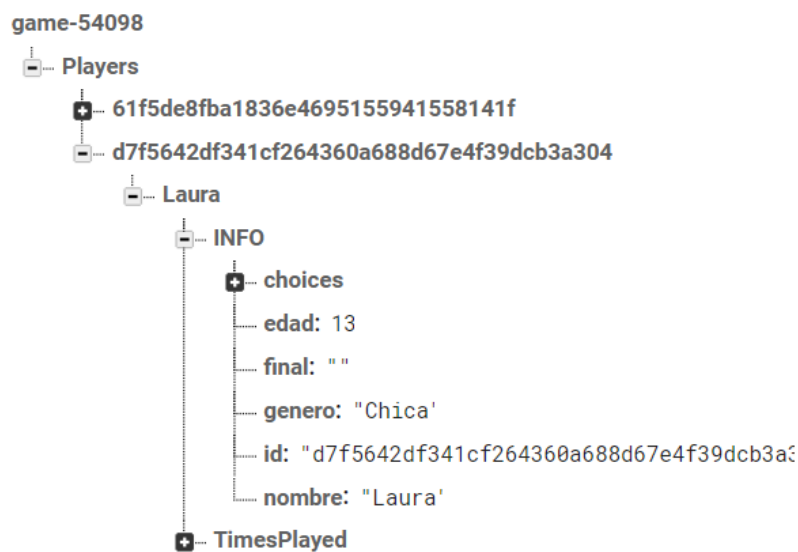 game-54098
Players
61f5de8fba1836e4695155941558141f
d7f5642df341cf264360a688d67e4f39dcb3a304
Laura
INFO
choices
edad: 13
final: ""
genero: "Chica'
id: "d7f5642df341cf264360a688d67e4f39dcb3a3
nombre: "Laura'
TimesPlayed